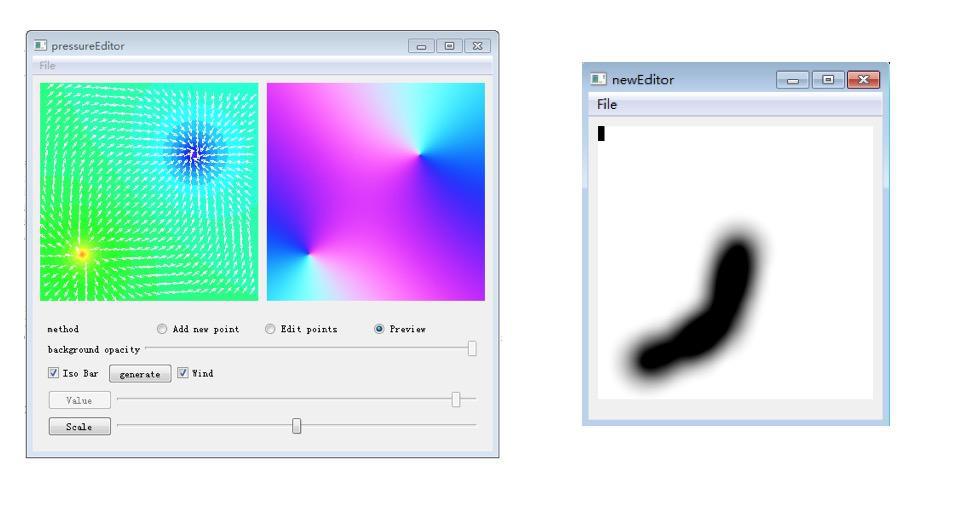 pressureEditor
File
method Add new point Edit points Preview
background opacity
Iso Bar generate Wind
Value
Scale
newEditor
File